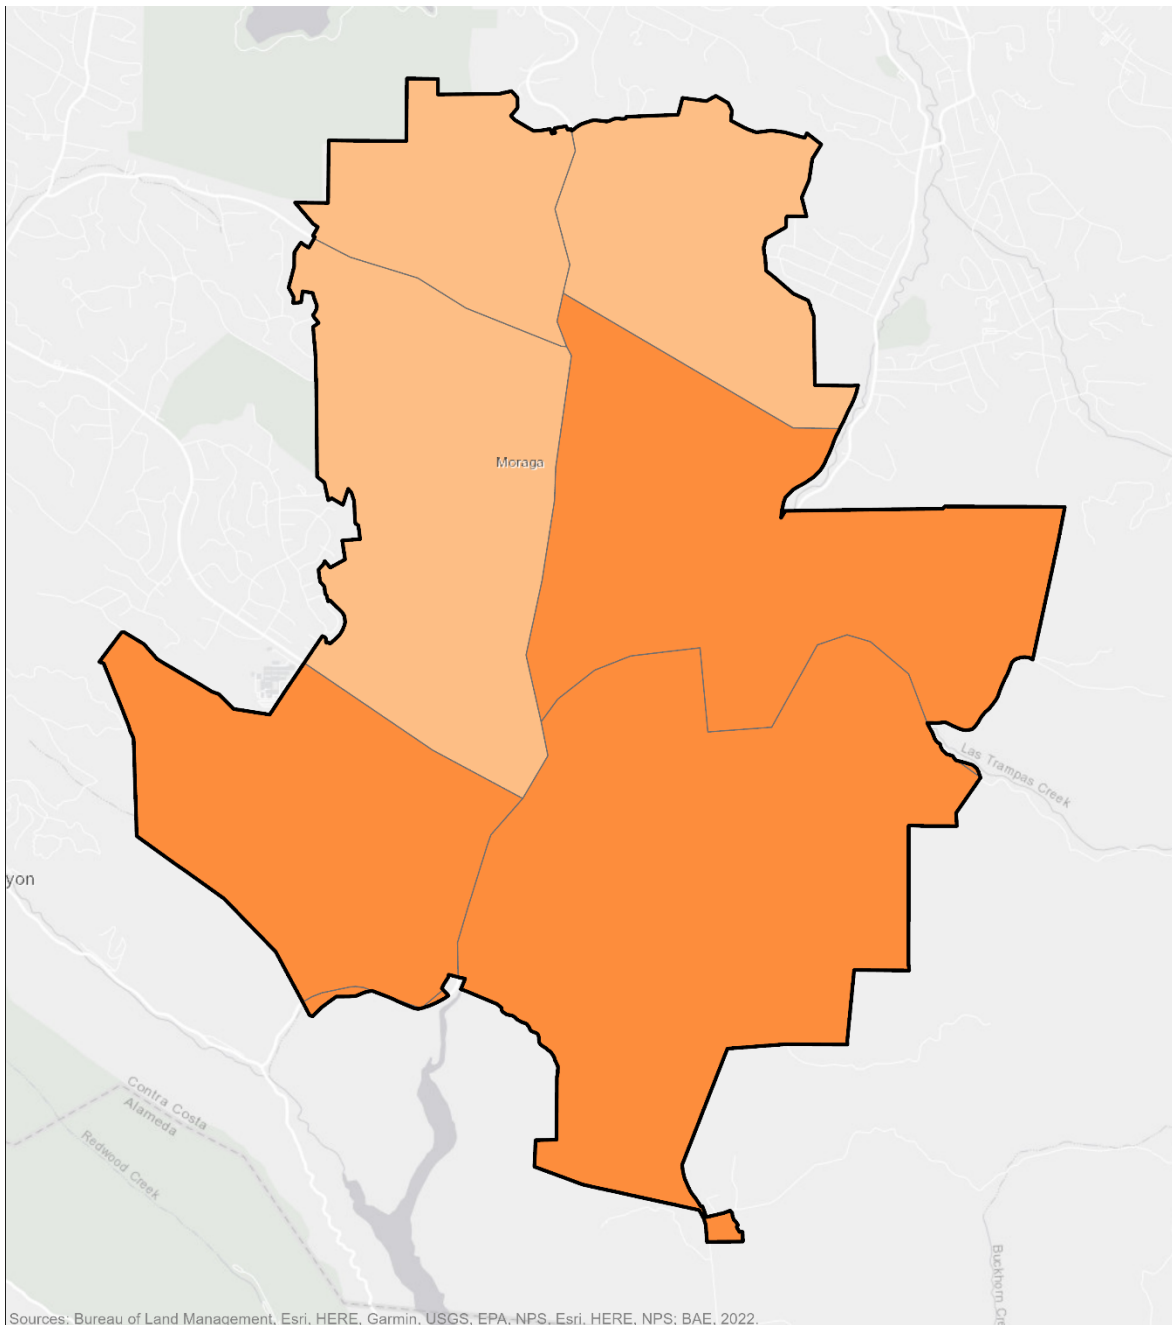 Moraga
Las Trampas Creek
yon
Contra Costa
Alameda
Redwood Creek
Buckhorn Cre
Sources: Bureau of Land Management, Esri, HERE, Garmin, USGS, EPA, NPS, Esri, HERE, NPS; BAE, 2022.